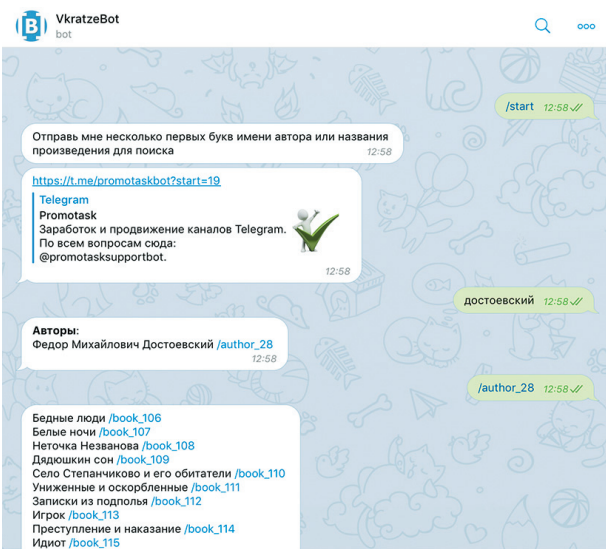 VkratzeBot
bot
/start 12:58
Отправь мне несколько первых букв имени автора или названия
произведения для поиска 12:58
https://t.me/promotaskbot?start=19
Telegram
Promotask
Заработок и продвижение каналов Telegram.
По всем вопросам сюда:
@promotasksupportbot.
12:58
достоевский 12:58
Авторы:
Федор Михайлович Достоевский /author_28
12:58
/author_28 12:58
Бедные люди /book_106
Белые ночи /book_107
Неточка Незванова /book_108
Дядюшкин сон /book_109
Село Степанчиково и его обитатели /book_110
Униженные и оскорбленные /book_111
Записки из подполья /book_112
Игрок /book_113
Преступление и наказание /book_114
Идиот /book_115